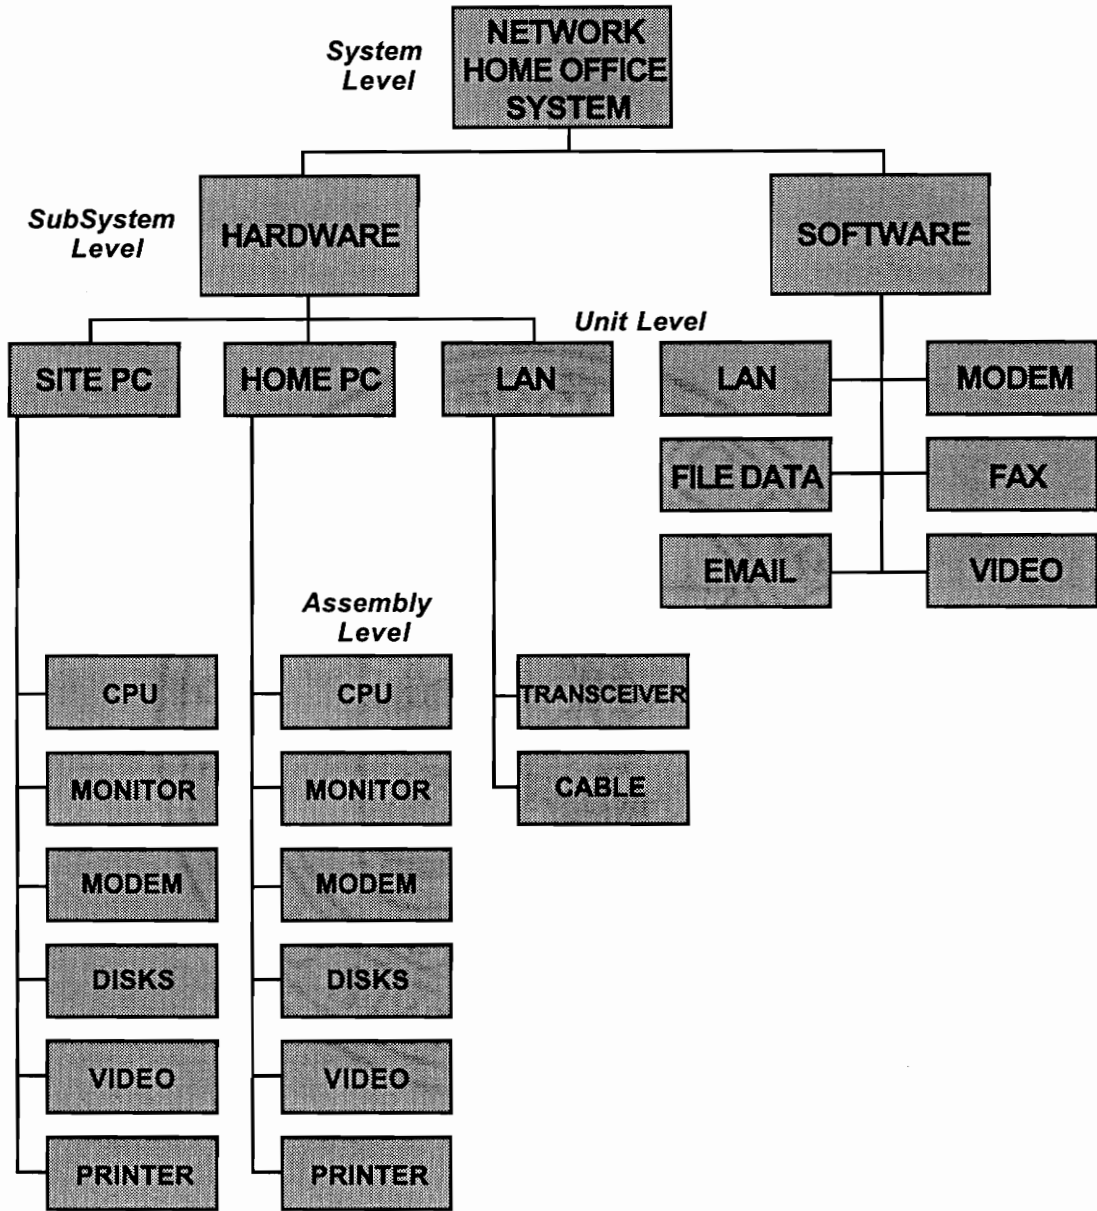 System
Level
NETWORK
HOME OFFICE
SYSTEM
SubSystem
Level
HARDWARE
SOFTWARE
Unit Level
SITE PC
HOME PC
LAN
LAN
MODEM
FILE DATA
FAX
EMAIL
VIDEO
Assembly
Level
CPU
CPU
TRANSCEIVER
MONITOR
MONITOR
CABLE
MODEM
MODEM
DISKS
DISKS
VIDEO
VIDEO
PRINTER
PRINTER